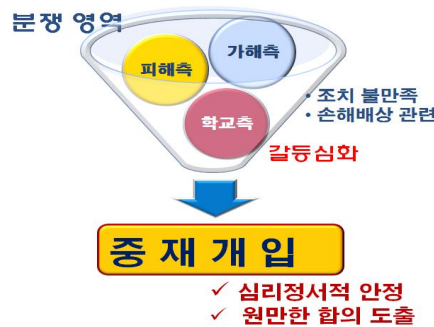 분쟁 영역
가해측
피해측
학교측
• 조치 불만족
• 손해배상 관련
갈등심화
중 재 개 입
✓ 심리정서적 안정
✓ 원만한 합의 도출